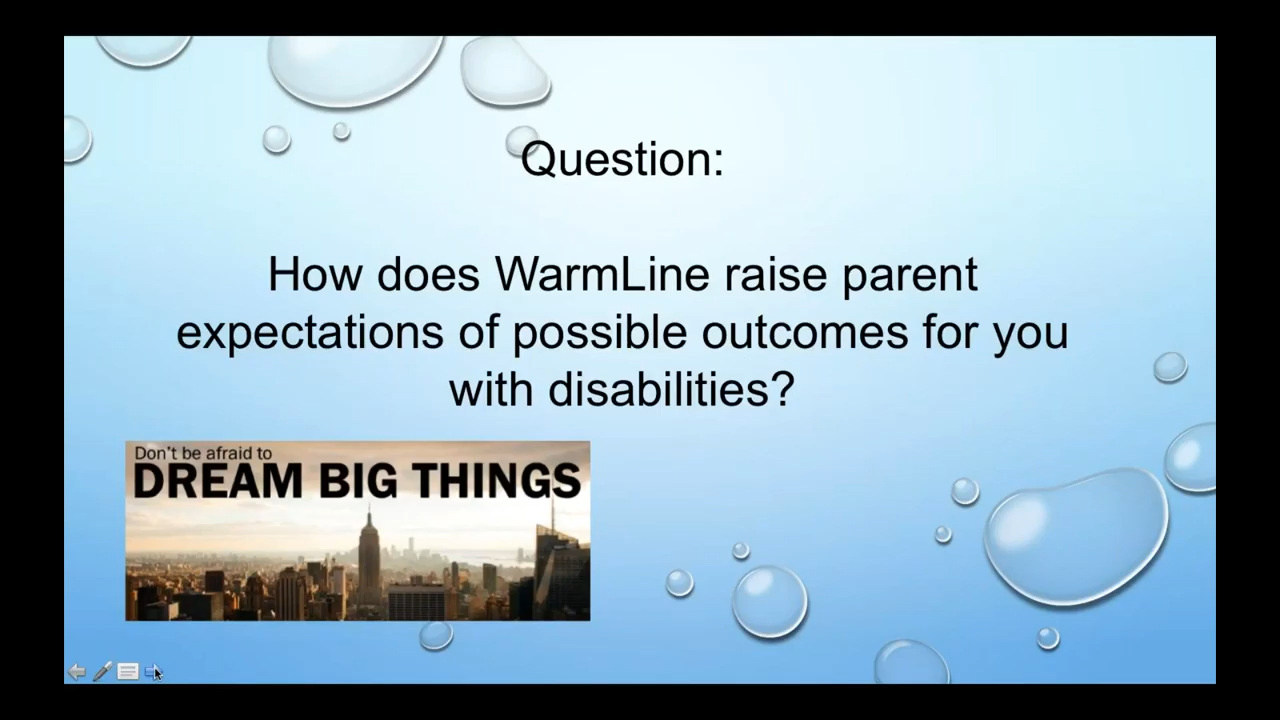 Question:
How does WarmLine raise parent
expectations of possible outcomes for you
with disabilities?
Don't be afraid to
DREAM BIG THINGS